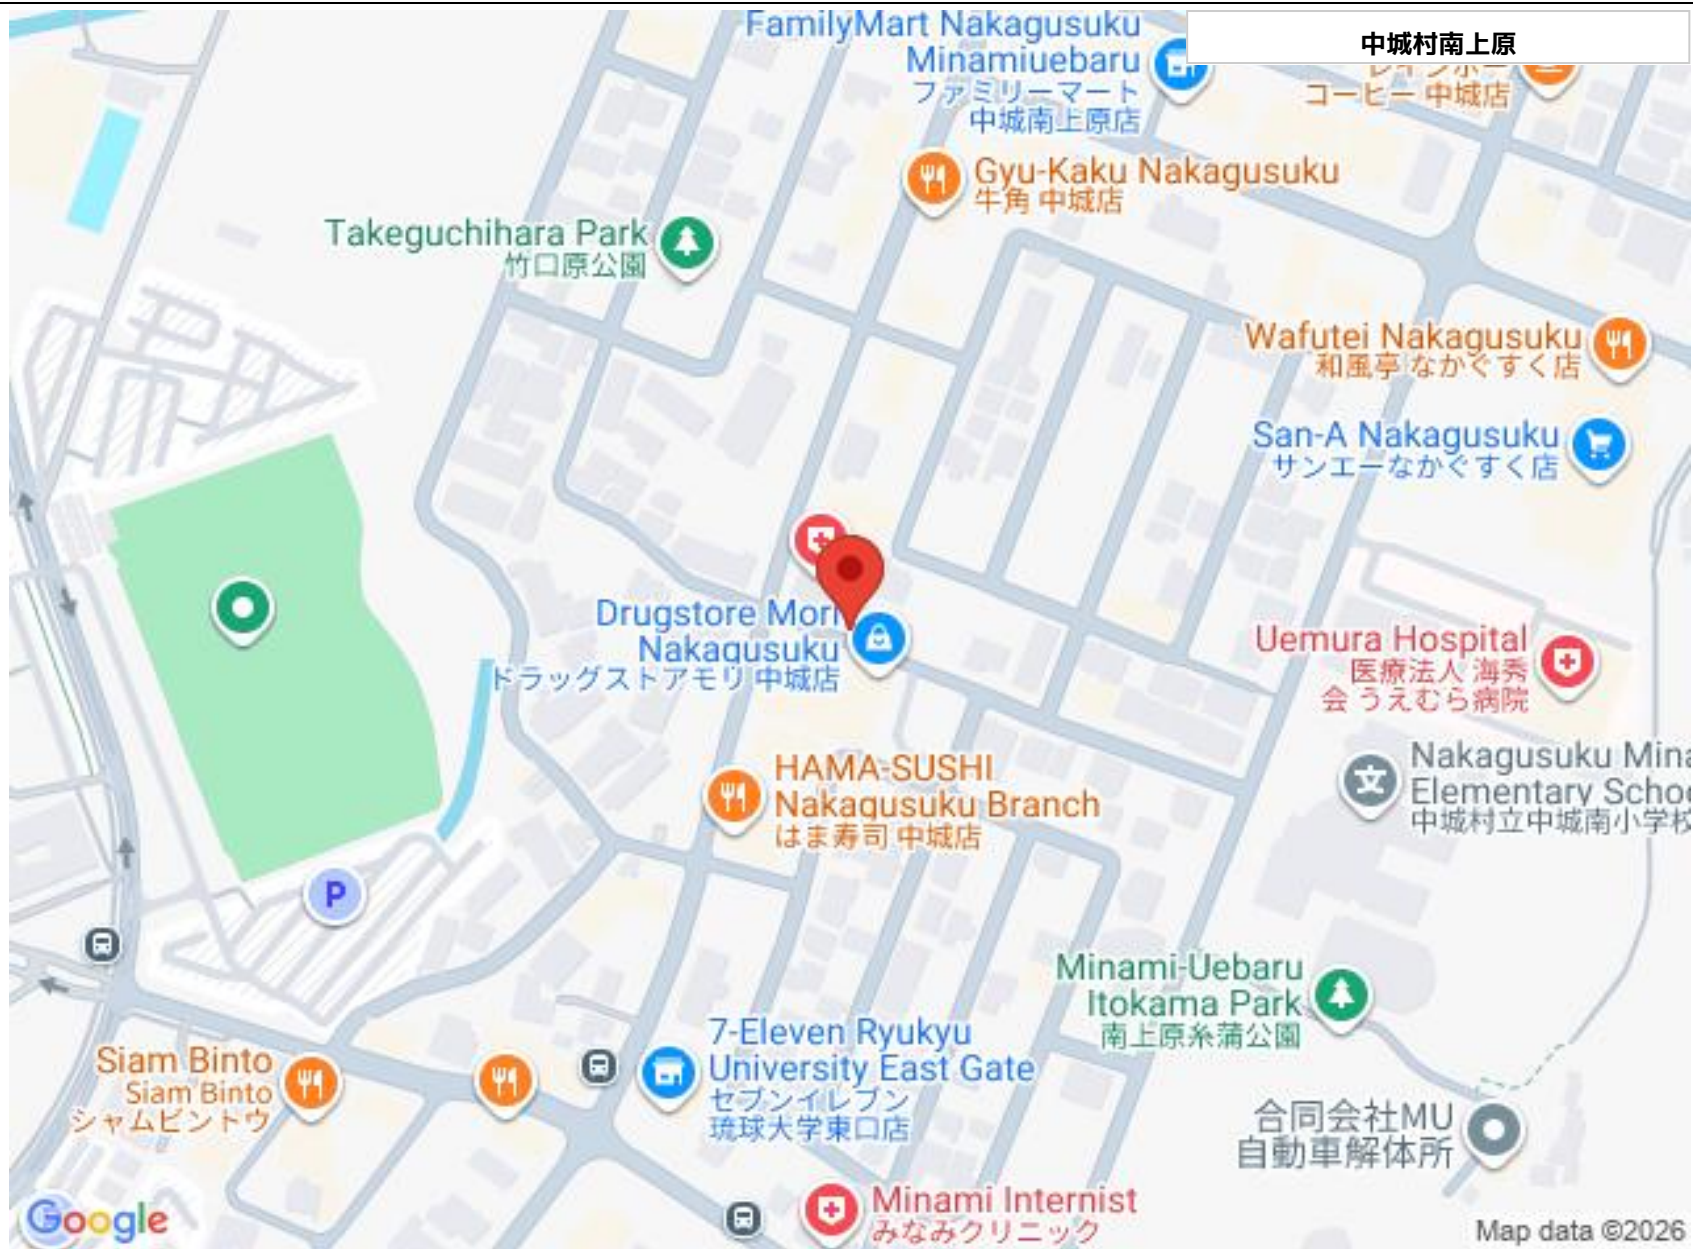 中城村南上原
FamilyMart Nakagusuku
Minamiuebaru
ファミリーマート
中城南上原店
コーヒー 中城店
Gyu-Kaku Nakagusuku
牛角 中城店
Takeguchihara Park
竹口原公園
Wafutei Nakagusuku
和風亭 なかぐすく店
San-A Nakagusuku
サンエーなかぐすく店
Drugstore Mori
Nakagusuku
ドラッグストアモリ 中城店
Uemura Hospital
医療法人 海秀
会 うえむら病院
HAMA-SUSHI
Nakagusuku Branch
はま寿司 中城店
Nakagusuku Mina
Elementary Schoo
中城村立中城南小学校
P
Minami-Uebaru
Itokama Park
南上原糸蒲公園
7-Eleven Ryukyu
University East Gate
セブンイレブン
琉球大学東口店
Siam Binto
Siam Binto
シャムビントウ
合同会社MU
自動車解体所
Minami Internist
みなみクリニック
Google
Map data ©2026